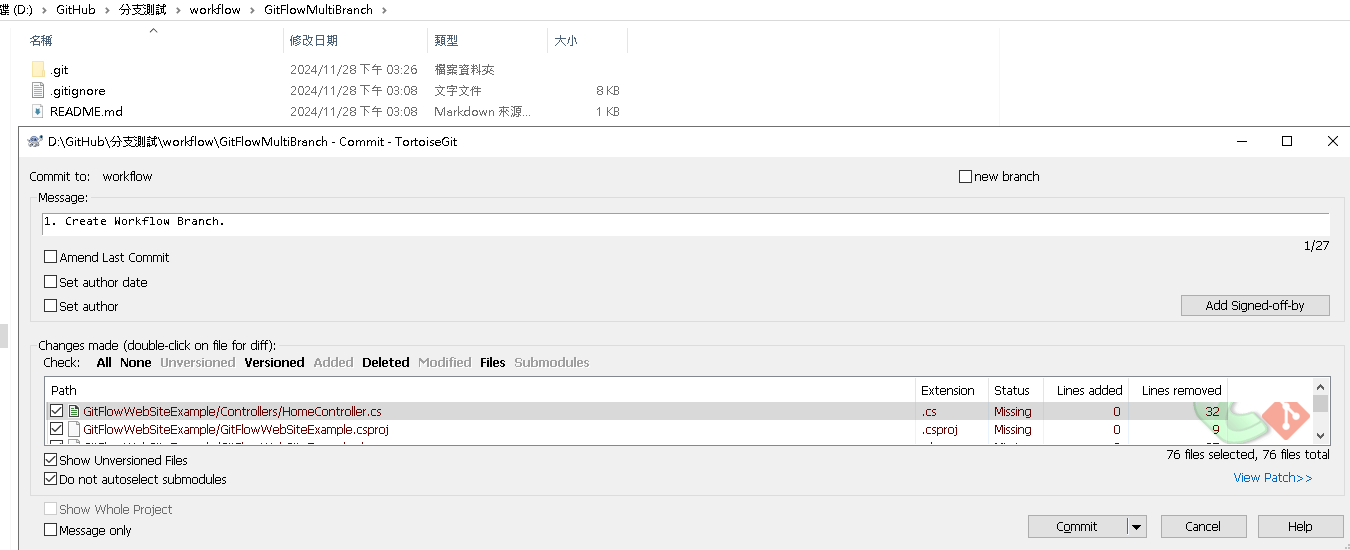 碟 (D:) > GitHub > 分支測試 > workflow > GitFlowMultiBranch >
名稱 修改日期 類型 大小
.git 2024/11/28 下午 03:26 檔案資料夾
.gitignore 2024/11/28 下午 03:08 文字文件 8 KB
README.md 2024/11/28 下午 03:08 Markdown 來源... 1 KB
D:\GitHub\分支測試\workflow\GitFlowMultiBranch - Commit - TortoiseGit
Commit to: workflow new branch
Message:
1. Create Workflow Branch.
1/27
Amend Last Commit
Set author date
Set author
Add Signed-off-by
Changes made (double-click on file for diff):
Check: All None Unversioned Versioned Added Deleted Modified Files Submodules
Path Extension Status Lines added Lines removed
GitFlowWebSiteExample/Controllers/HomeController.cs .cs Missing 0 32
GitFlowWebSiteExample/GitFlowWebSiteExample.csproj .csproj Missing 0 9
Show Unversioned Files
76 files selected, 76 files total
Do not autoselect submodules
View Patch>>
Show Whole Project
Message only
Commit Cancel Help